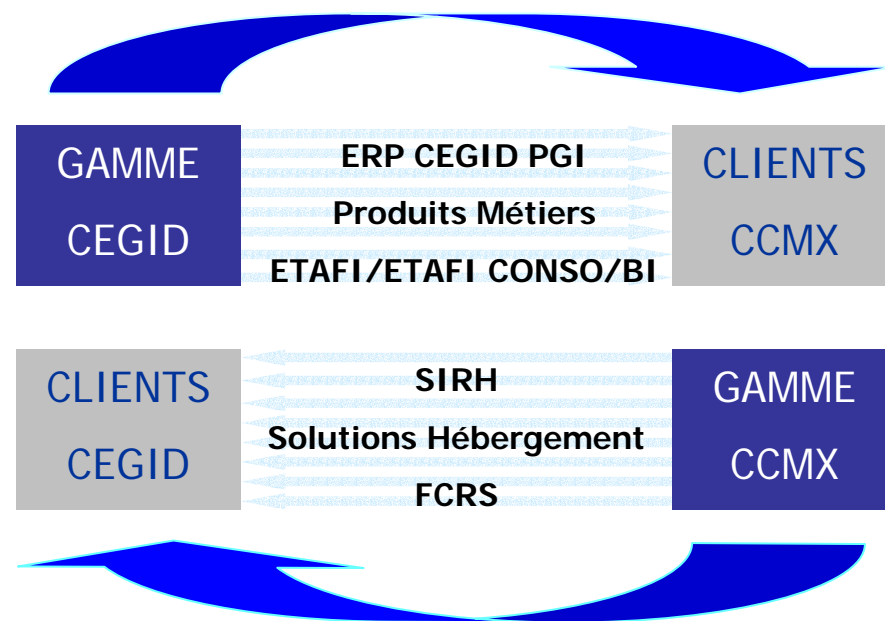 GAMME
CEGID
ERP CEGID PGI
Produits Métiers
ETAFI/ETAFI CONSO/BI
CLIENTS
CCMX
CLIENTS
CEGID
SIRH
Solutions Hébergement
FCRS
GAMME
CCMX